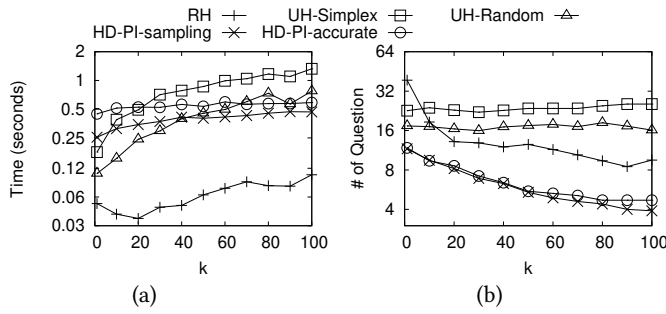 RH UH-Simplex UH-Random
HD-PI-sampling HD-PI-accurate
2
1
0.5
0.25
0.12
0.06
0.03
Time (seconds)
0 20 40 60 80 100
k
(a)
64
32
16
8
4
# of Question
0 20 40 60 80 100
k
(b)